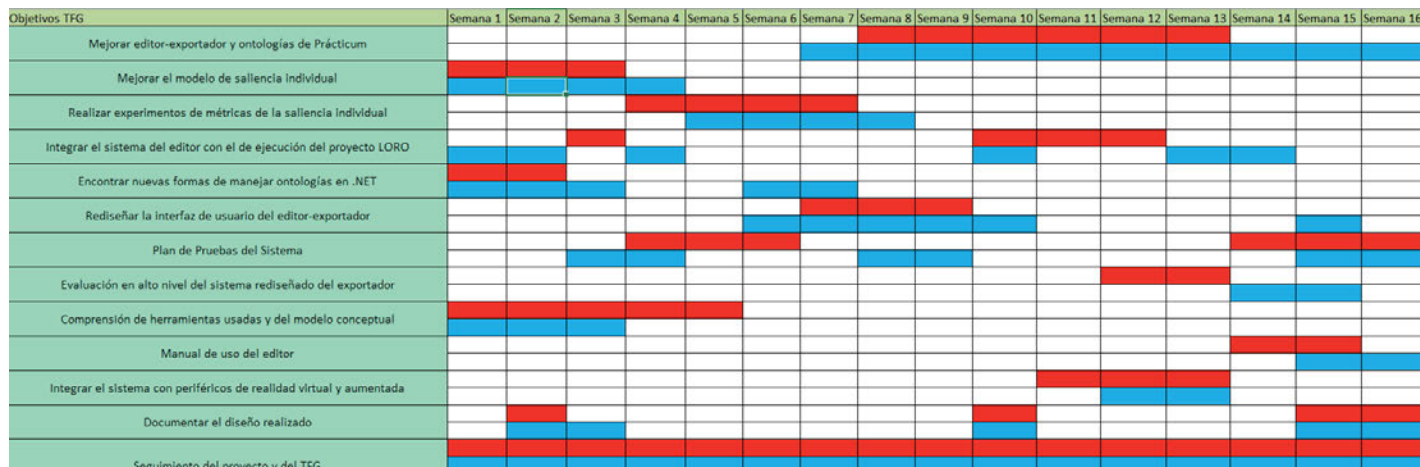 Objetivos TFG Semana 1 Semana 2 Semana 3 Semana 4 Semana 5 Semana 6 Semana 7 Semana 8 Semana 9 Semana 10 Semana 11 Semana 12 Semana 13 Semana 14 Semana 15 Semana 16
Mejorar editor-exportador y ontologías de Prácticum
Mejorar el modelo de saliencia individual
Realizar experimentos de métricas de la saliencia individual
Integrar el sistema del editor con el de ejecución del proyecto LORO
Encontrar nuevas formas de manejar ontologías en .NET
Rediseñar la interfaz de usuario del editor-exportador
Plan de Pruebas del Sistema
Evaluación en alto nivel del sistema rediseñado del exportador
Comprensión de herramientas usadas y del modelo conceptual
Manual de uso del editor
Integrar el sistema con periféricos de realidad virtual y aumentada
Documentar el diseño realizado
Seguimiento del proyecto y del TFG